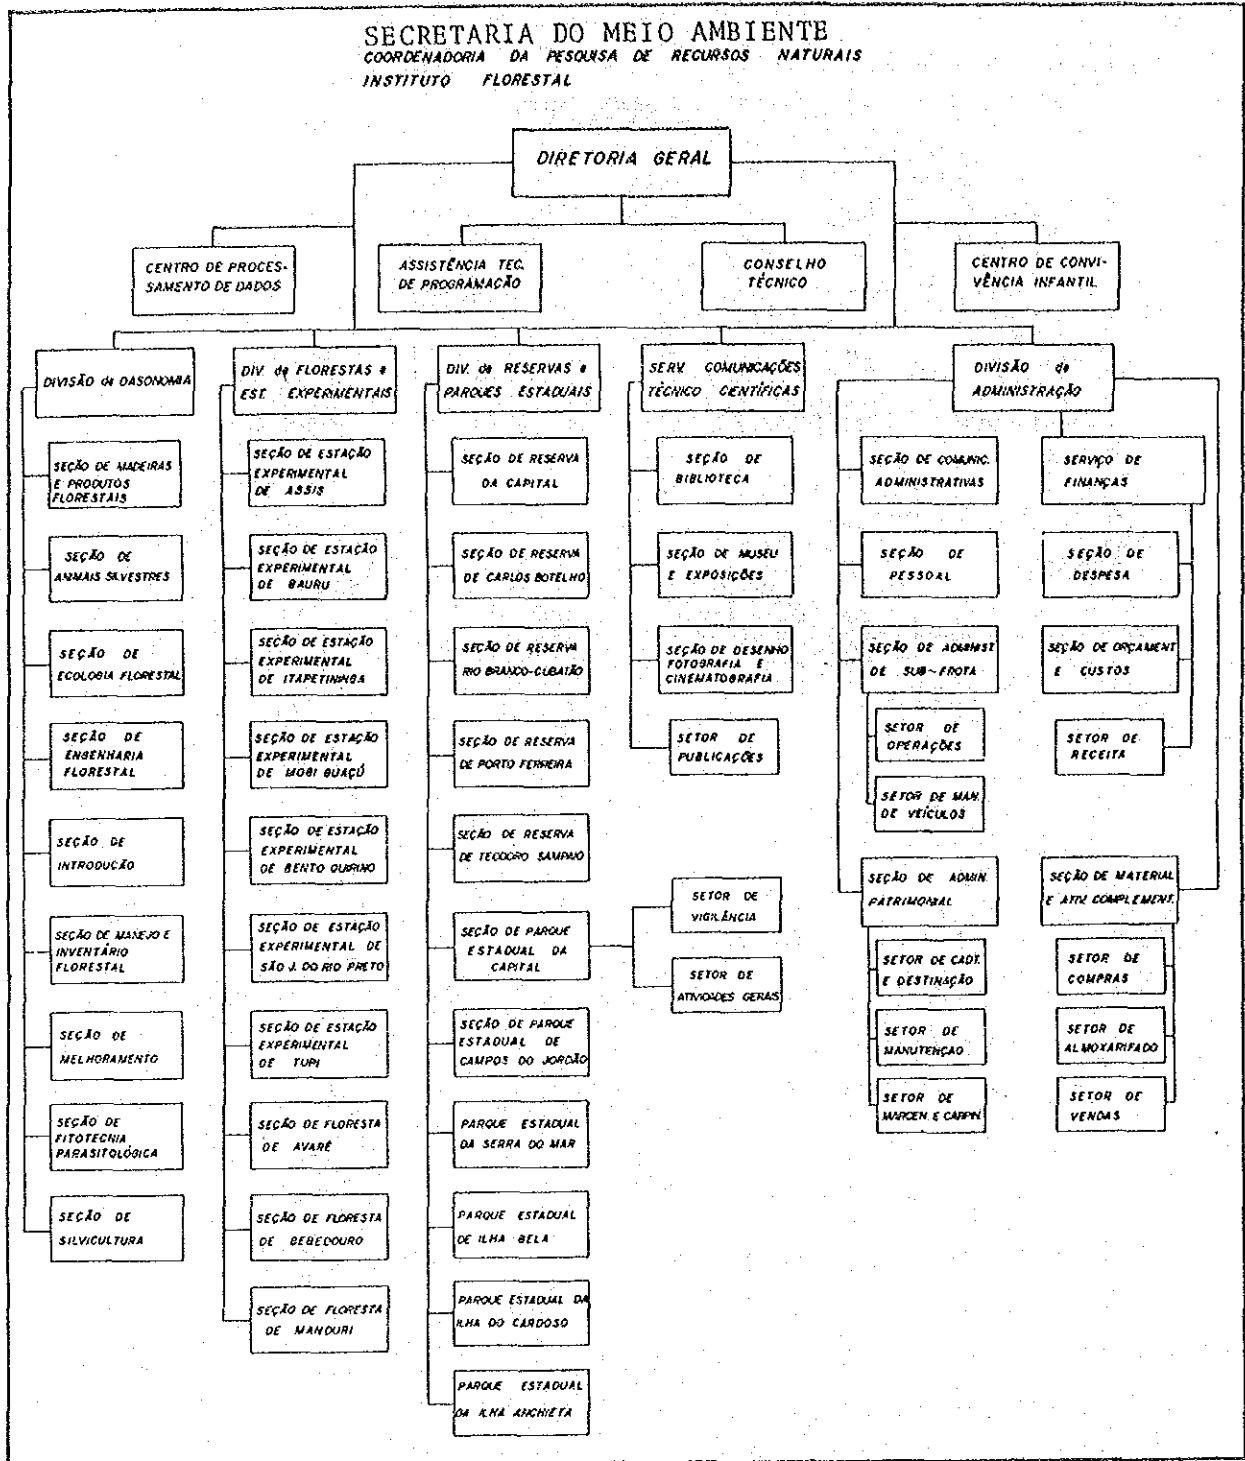 SECRETARIA DO MEIO AMBIENTE
COORDENADORIA DA PESQUISA DE RECURSOS NATURAIS
INSTITUTO FLORESTAL
DIRETORIA GERAL
CENTRO DE PROCES-
SAMENTO DE DADOS
ASSISTÊNCIA TEC.
DE PROGRAMAÇÃO
CONSELHO
TÉCNICO
CENTRO DE CONVI-
VÊNCIA INFANTIL
DIVISÃO de DASONOMIA
DIV. de FLORESTAS e
EST. EXPERIMENTAIS
DIV. de RESERVAS e
PARQUES ESTADUAIS
SERV. COMUNICAÇÕES
TÉCNICO CIENTÍFICAS
DIVISÃO de
ADMINISTRAÇÃO
SEÇÃO DE MADEIRAS
E PRODUTOS
FLORESTAIS
SEÇÃO DE
ANIMAIS SILVESTRES
SEÇÃO DE
ECOLOGIA FLORESTAL
SEÇÃO DE
ENGENHARIA
FLORESTAL
SEÇÃO DE
INTRODUÇÃO
SEÇÃO DE MANEJO E
INVENTÁRIO
FLORESTAL
SEÇÃO DE
MELHORAMENTO
SEÇÃO DE
FITOTECNIA
PARASITOLÓGICA
SEÇÃO DE
SILVICULTURA
SEÇÃO DE ESTAÇÃO
EXPERIMENTAL
DE ASSIS
SEÇÃO DE ESTAÇÃO
EXPERIMENTAL
DE BAURU
SEÇÃO DE ESTAÇÃO
EXPERIMENTAL
DE ITAPETININGA
SEÇÃO DE ESTAÇÃO
EXPERIMENTAL
DE MOGI GUAÇÚ
SEÇÃO DE ESTAÇÃO
EXPERIMENTAL
DE BENTO QUIRINO
SEÇÃO DE ESTAÇÃO
EXPERIMENTAL DE
SÃO J. DO RIO PRETO
SEÇÃO DE ESTAÇÃO
EXPERIMENTAL
DE TUPI
SEÇÃO DE FLORESTA
DE AVARÉ
SEÇÃO DE FLORESTA
DE BEBEDOURO
SEÇÃO DE FLORESTA
DE MANDURI
SEÇÃO DE RESERVA
DA CAPITAL
SEÇÃO DE RESERVA
DE CARLOS BOTELHO
SEÇÃO DE RESERVA
RIO BRANCO-CUBATÃO
SEÇÃO DE RESERVA
DE PORTO FERREIRA
SEÇÃO DE RESERVA
DE TEODORO SAMPAIO
SEÇÃO DE PARQUE
ESTADUAL DA
CAPITAL
SEÇÃO DE PARQUE
ESTADUAL DE
CAMPOS DO JORDÃO
PARQUE ESTADUAL
DA SERRA DO MAR
PARQUE ESTADUAL
DE ILHA BELA
PARQUE ESTADUAL DA
ILHA DO CARDOSO
PARQUE ESTADUAL
DA ILHA ANCHIETA
SEÇÃO DE
BIBLIOTECA
SEÇÃO DE MUSEU
E EXPOSIÇÕES
SEÇÃO DE DESENHO
FOTOGRAFIA E
CINEMATOGRAFIA
SETOR DE
PUBLICAÇÕES
SETOR DE
VIGILÂNCIA
SETOR DE
ATIVIDADES GERAIS
SEÇÃO DE COMUNIC.
ADMINISTRATIVAS
SEÇÃO DE
PESSOAL
SEÇÃO DE ADMINIST
DE SUB-FROTA
SETOR DE
OPERAÇÕES
SETOR DE MAN.
DE VEÍCULOS
SEÇÃO DE ADMIN.
PATRIMONIAL
SETOR DE CADT.
E DESTINAÇÃO
SETOR DE
MANUTENÇÃO
SETOR DE
MARCEN. E CARPIN.
SERVIÇO DE
FINANÇAS
SEÇÃO DE
DESPESA
SEÇÃO DE ORÇAMENT
E CUSTOS
SETOR DE
RECEITA
SEÇÃO DE MATERIAL
E ATIV. COMPLEMENT.
SETOR DE
COMPRAS
SETOR DE
ALMOXARIFADO
SETOR DE
VENDAS